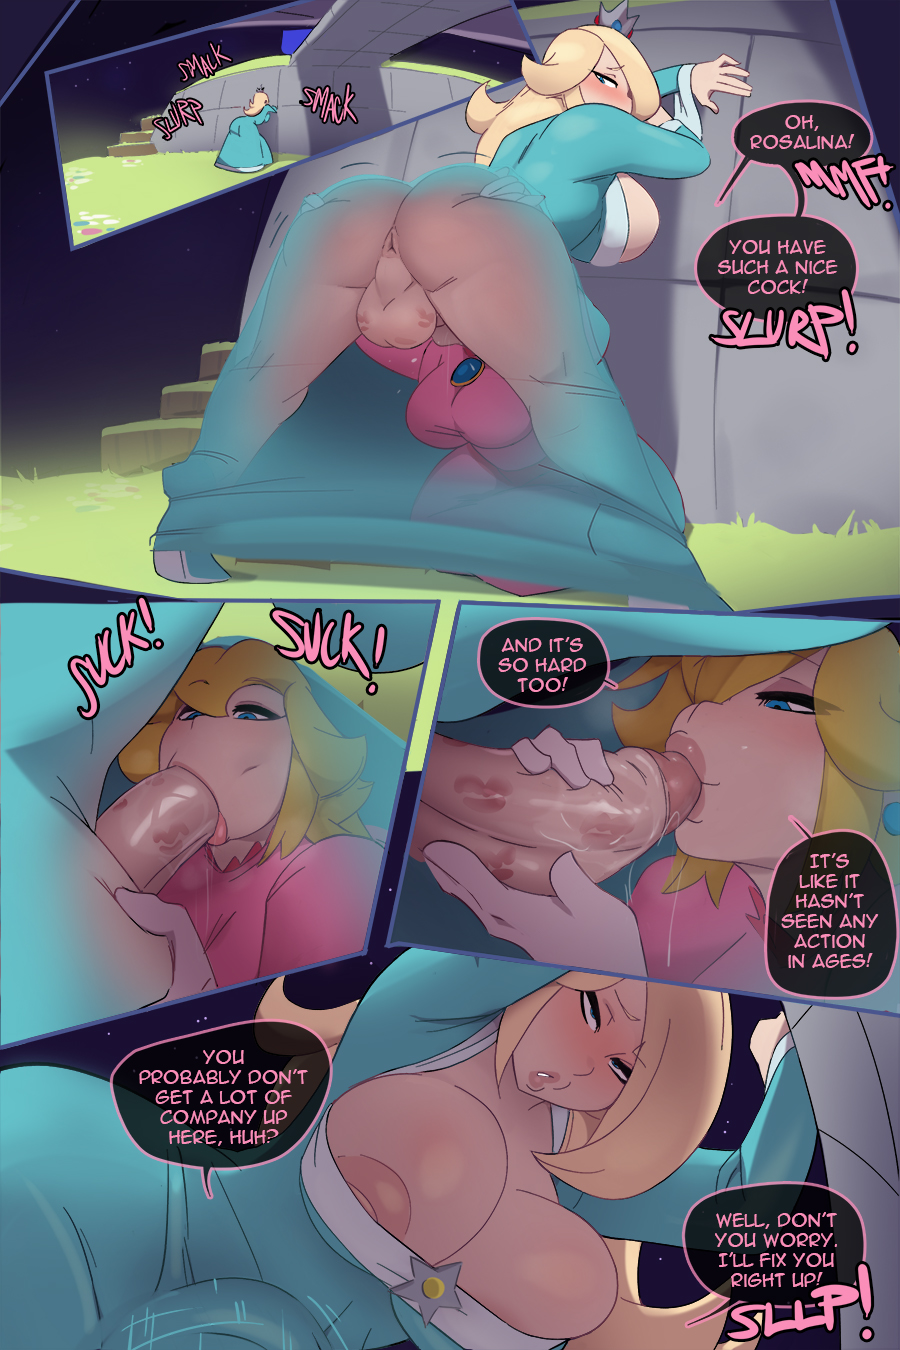 SMACK
SLURP
SMACK
OH,
ROSALINA!
MMF!
YOU HAVE
SUCH A NICE
COCK!
SLURP!
SUCK!
SUCK!
AND IT'S
SO HARD
TOO!
IT'S
LIKE IT
HASN'T
SEEN ANY
ACTION
IN AGES!
YOU
PROBABLY DON'T
GET A LOT OF
COMPANY UP
HERE, HUH?
WELL, DON'T
YOU WORRY.
I'LL FIX YOU
RIGHT UP!
SLLP!